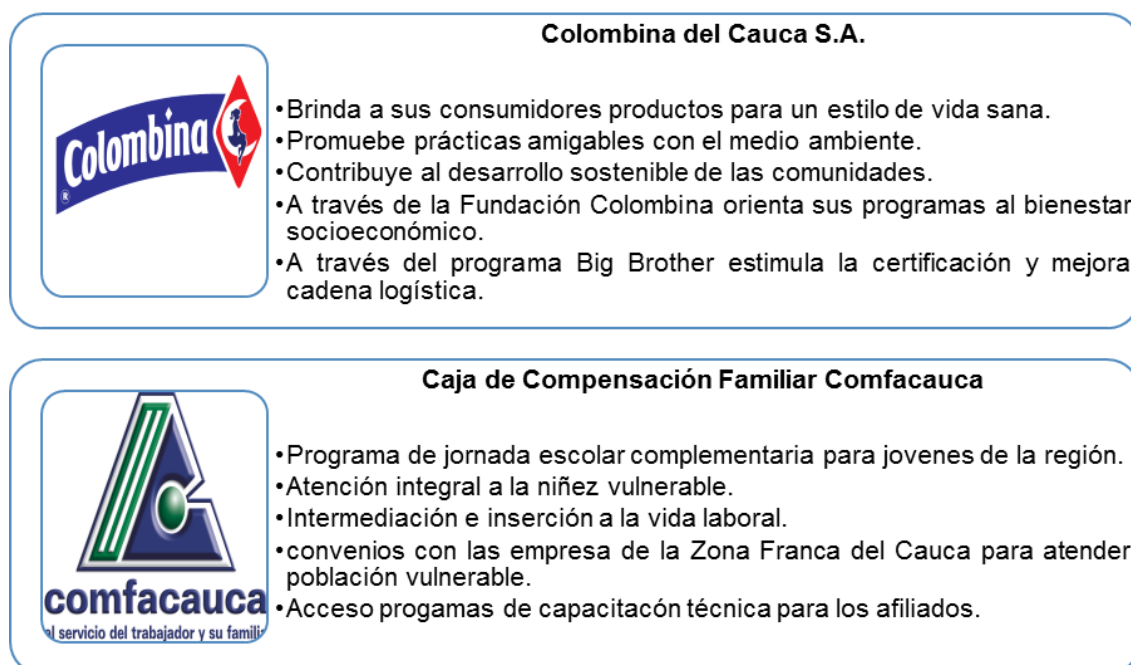 Colombina del Cauca S.A.
Colombina
®
•Brinda a sus consumidores productos para un estilo de vida sana.
•Promuebe prácticas amigables con el medio ambiente.
•Contribuye al desarrollo sostenible de las comunidades.
•A través de la Fundación Colombina orienta sus programas al bienestar
socioeconómico.
•A través del programa Big Brother estimula la certificación y mejora
cadena logística.
Caja de Compensación Familiar Comfacauca
comfacauca
al servicio del trabajador y su familia
•Programa de jornada escolar complementaria para jovenes de la región.
•Atención integral a la niñez vulnerable.
•Intermediación e inserción a la vida laboral.
•convenios con las empresa de la Zona Franca del Cauca para atender
población vulnerable.
•Acceso progamas de capacitacón técnica para los afiliados.